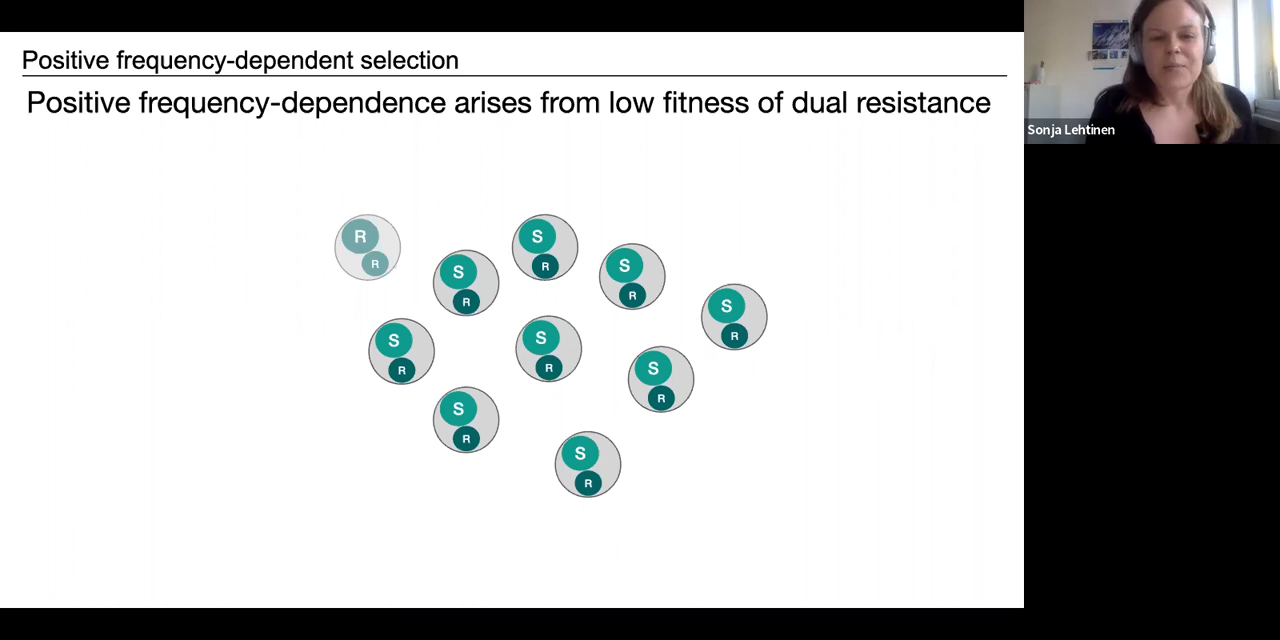 Positive frequency-dependent selection
Positive frequency-dependence arises from low fitness of dual resistance
Sonja Lehtinen
R
R
S
R
S
R
S
R
S
R
S
R
S
R
S
R
S
R
S
R